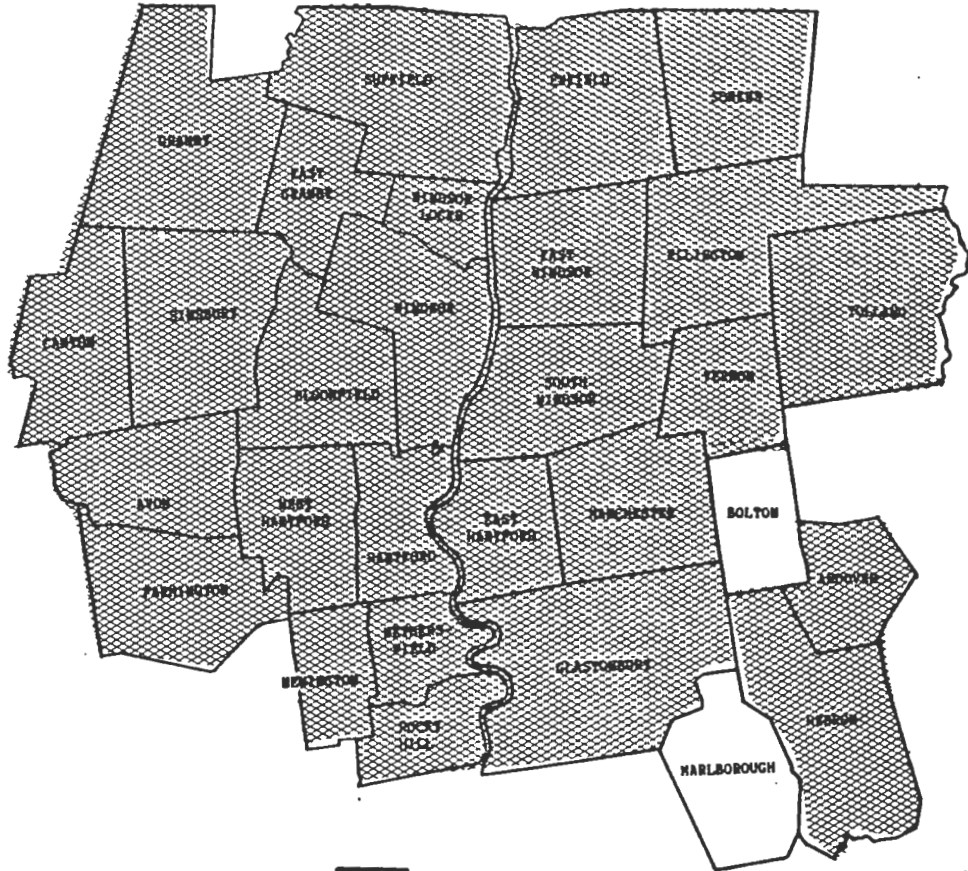 SUFFIELD
ENFIELD
SOMERS
GRANBY
EAST
GRANBY
WINDSOR
LOCKS
EAST
WINDSOR
ELLINGTON
TOLLAND
CANTON
SIMSBURY
WINDSOR
BLOOMFIELD
SOUTH
WINDSOR
VERNON
AVON
WEST
HARTFORD
HARTFORD
EAST
HARTFORD
MANCHESTER
BOLTON
ANDOVER
FARMINGTON
WETHERS
FIELD
GLASTONBURY
NEWINGTON
ROCKY
HILL
HEBRON
MARLBOROUGH